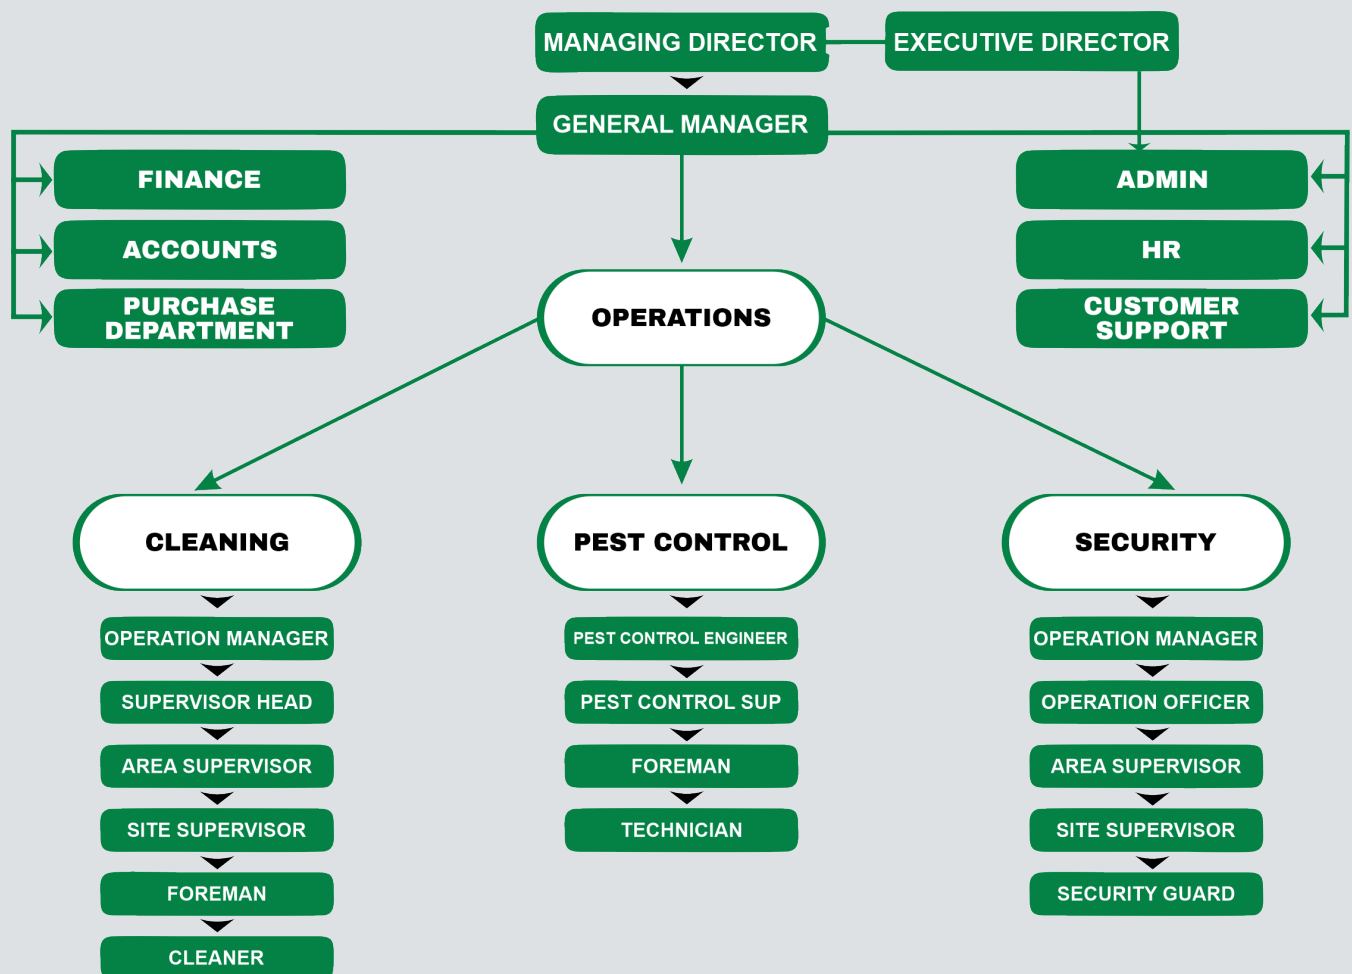 MANAGING DIRECTOR
EXECUTIVE DIRECTOR
GENERAL MANAGER
FINANCE
ACCOUNTS
PURCHASE
DEPARTMENT
ADMIN
HR
CUSTOMER
SUPPORT
OPERATIONS
CLEANING
OPERATION MANAGER
SUPERVISOR HEAD
AREA SUPERVISOR
SITE SUPERVISOR
FOREMAN
CLEANER
PEST CONTROL
PEST CONTROL ENGINEER
PEST CONTROL SUP
FOREMAN
TECHNICIAN
SECURITY
OPERATION MANAGER
OPERATION OFFICER
AREA SUPERVISOR
SITE SUPERVISOR
SECURITY GUARD